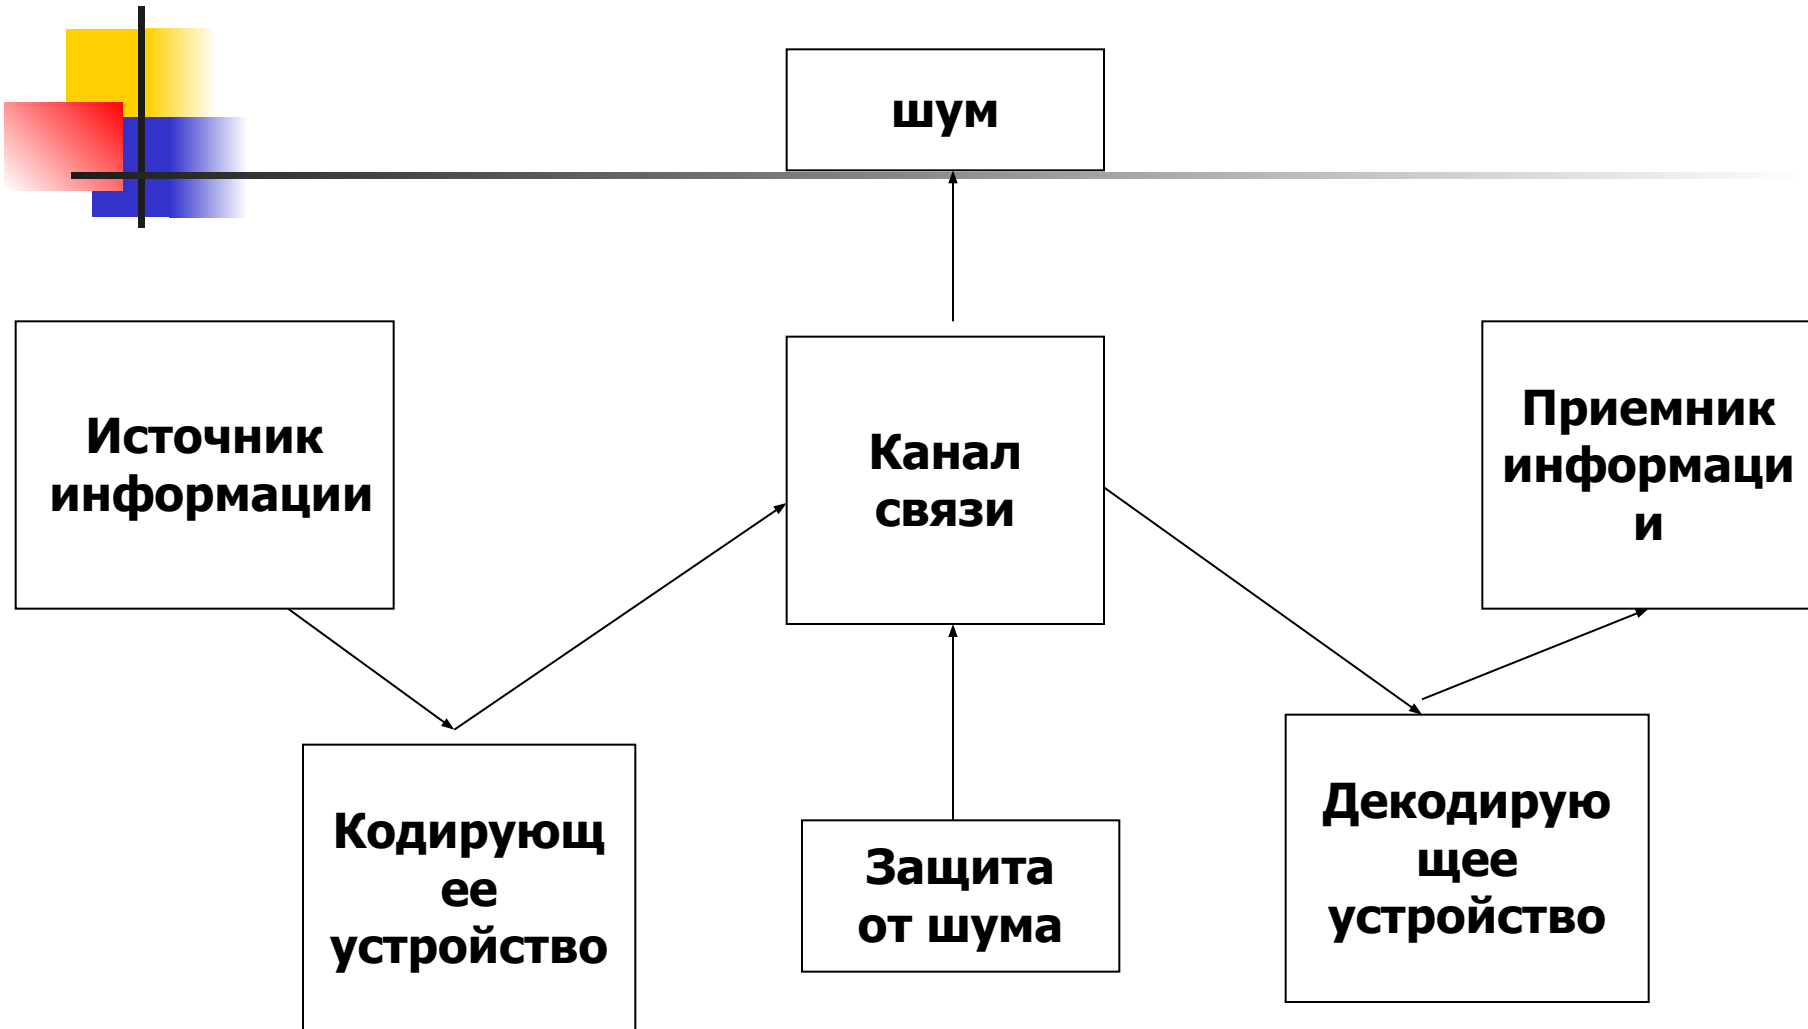 шум
Источник
информации
Канал
связи
Приемник
информаци
и
Кодирующ
ее
устройство
Защита
от шума
Декодирую
щее
устройство